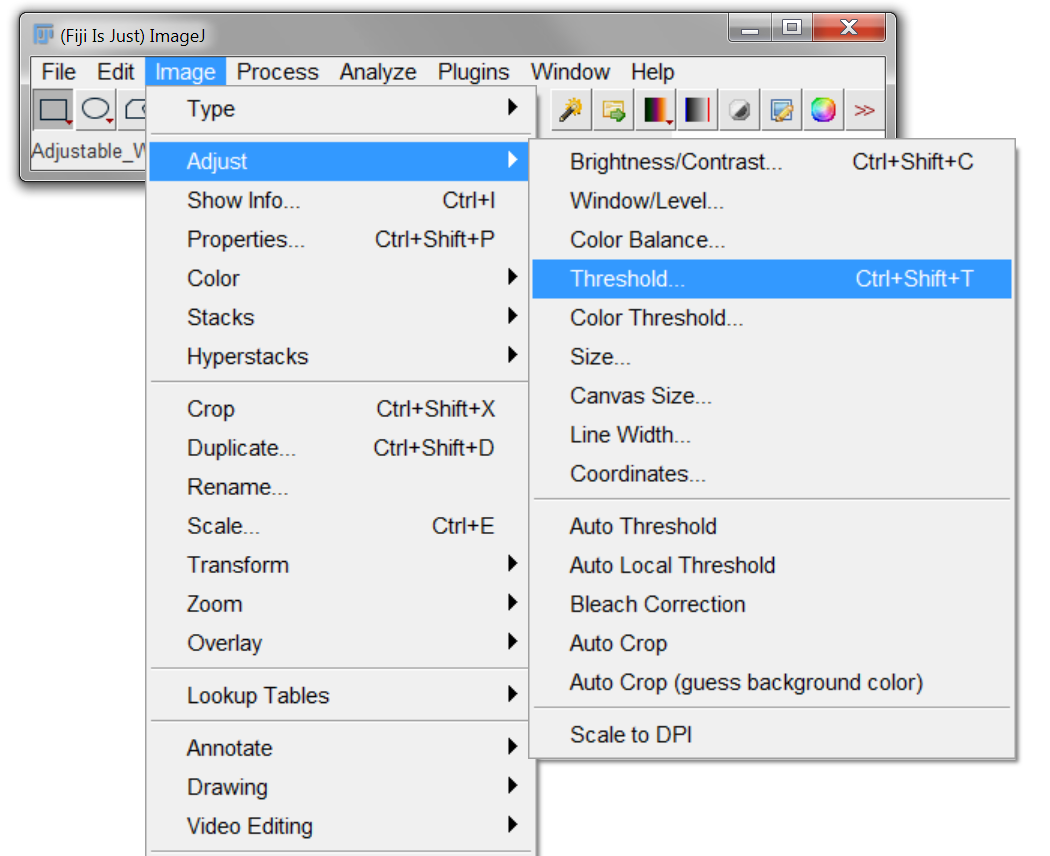 (Fiji Is Just) ImageJ
File Edit Image Process Analyze Plugins Window Help
>>
Adjustable_W
Type
Adjust
Show Info... Ctrl+I
Properties... Ctrl+Shift+P
Color
Stacks
Hyperstacks
Crop Ctrl+Shift+X
Duplicate... Ctrl+Shift+D
Rename...
Scale... Ctrl+E
Transform
Zoom
Overlay
Lookup Tables
Annotate
Drawing
Video Editing
Brightness/Contrast... Ctrl+Shift+C
Window/Level...
Color Balance...
Threshold... Ctrl+Shift+T
Color Threshold...
Size...
Canvas Size...
Line Width...
Coordinates...
Auto Threshold
Auto Local Threshold
Bleach Correction
Auto Crop
Auto Crop (guess background color)
Scale to DPI